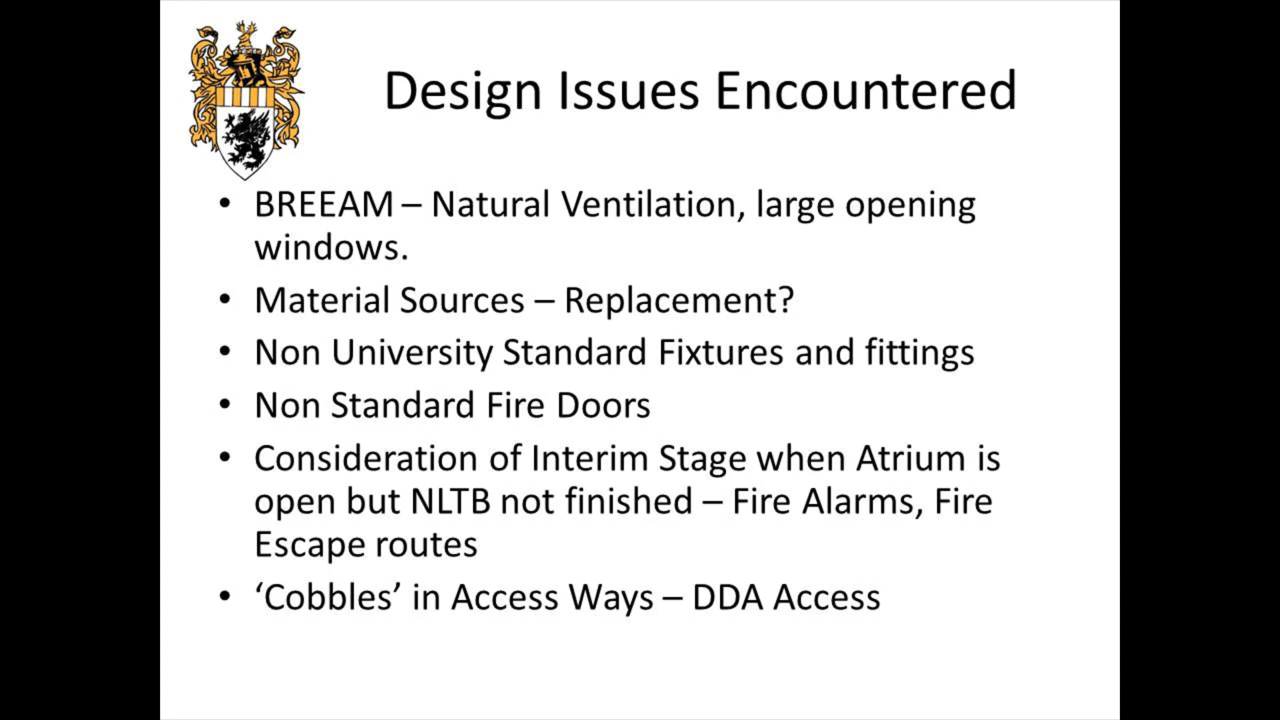 Design Issues Encountered
• BREEAM – Natural Ventilation, large opening
windows.
• Material Sources – Replacement?
• Non University Standard Fixtures and fittings
• Non Standard Fire Doors
• Consideration of Interim Stage when Atrium is
open but NLTB not finished – Fire Alarms, Fire
Escape routes
• ‘Cobbles’ in Access Ways – DDA Access